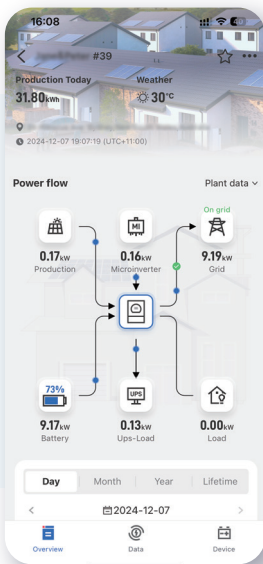 16:08
#39
Production Today
Weather
31.80kWh
30°C
2024-12-07 19:07:19 (UTC+11:00)
Power flow
Plant data
On grid
MI
0.17kW
0.16kW
9.19kW
Production
Microinverter
Grid
73%
UPS
9.17kW
0.13kW
0.00kW
Battery
Ups-Load
Load
Day
Month
Year
Lifetime
2024-12-07
Overview
Data
Device